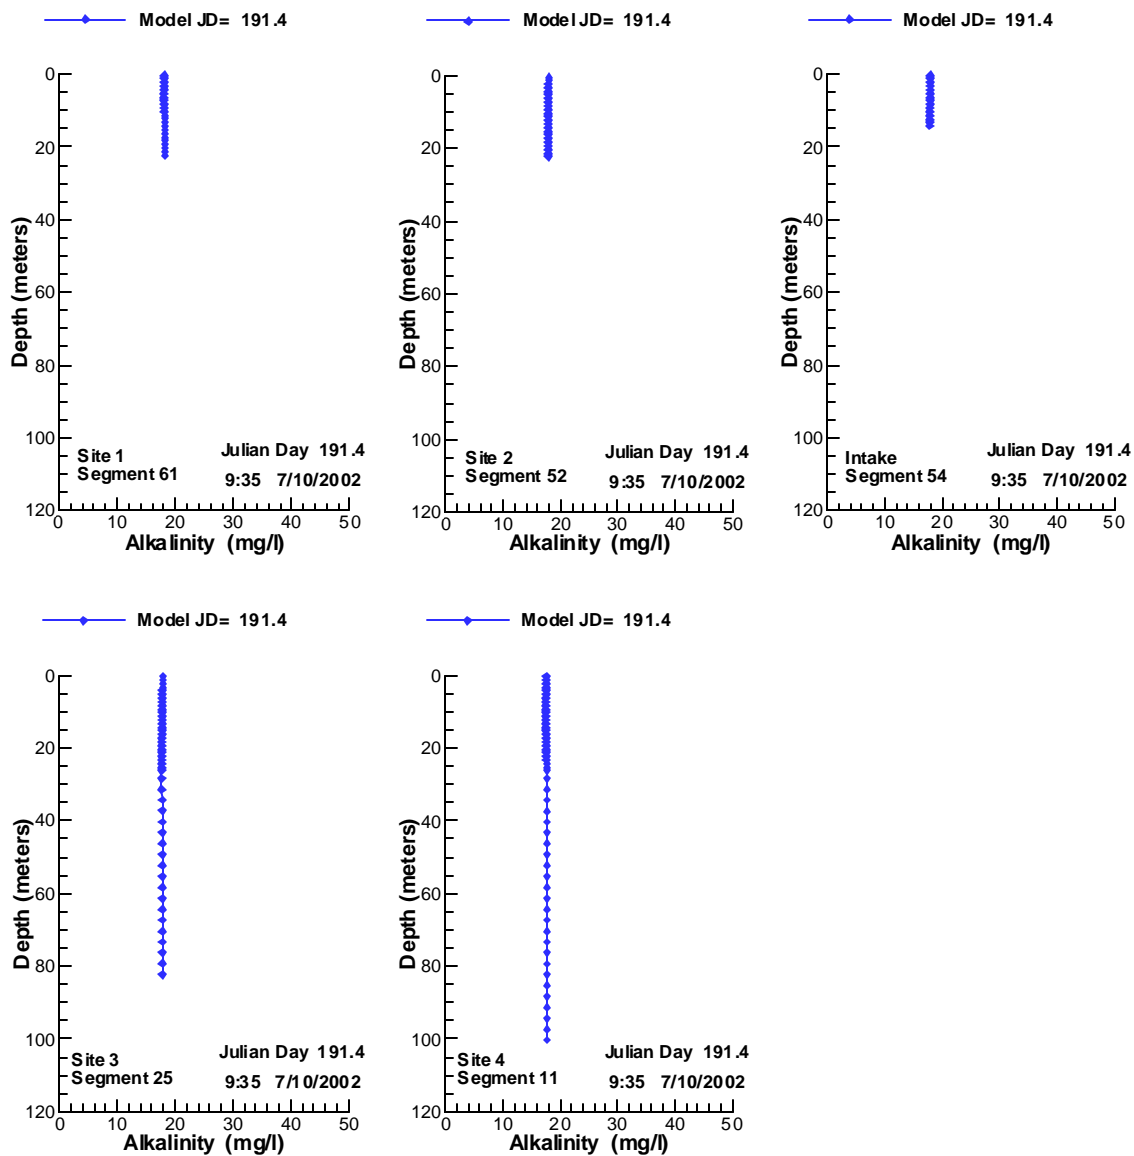 Model JD= 191.4
0
20
40
60
80
100
120
Depth (meters)
Site 1
Segment 61
Julian Day 191.4
9:35 7/10/2002
0 10 20 30 40 50
Alkalinity (mg/l)
Model JD= 191.4
0
20
40
60
80
100
120
Depth (meters)
Site 2
Segment 52
Julian Day 191.4
9:35 7/10/2002
0 10 20 30 40 50
Alkalinity (mg/l)
Model JD= 191.4
0
20
40
60
80
100
120
Depth (meters)
Intake
Segment 54
Julian Day 191.4
9:35 7/10/2002
0 10 20 30 40 50
Alkalinity (mg/l)
Model JD= 191.4
0
20
40
60
80
100
120
Depth (meters)
Site 3
Segment 25
Julian Day 191.4
9:35 7/10/2002
0 10 20 30 40 50
Alkalinity (mg/l)
Model JD= 191.4
0
20
40
60
80
100
120
Depth (meters)
Site 4
Segment 11
Julian Day 191.4
9:35 7/10/2002
0 10 20 30 40 50
Alkalinity (mg/l)